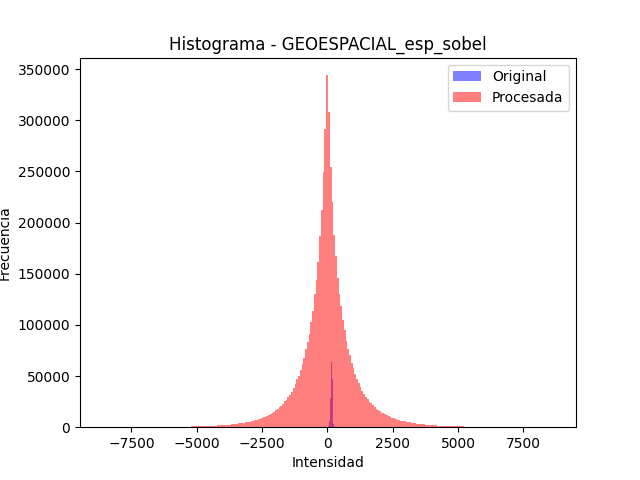 Histograma - GEOESPACIAL_esp_sobel
Original
Procesada
350000
300000
250000
200000
150000
100000
50000
0
Frecuencia
−7500 −5000 −2500 0 2500 5000 7500
Intensidad